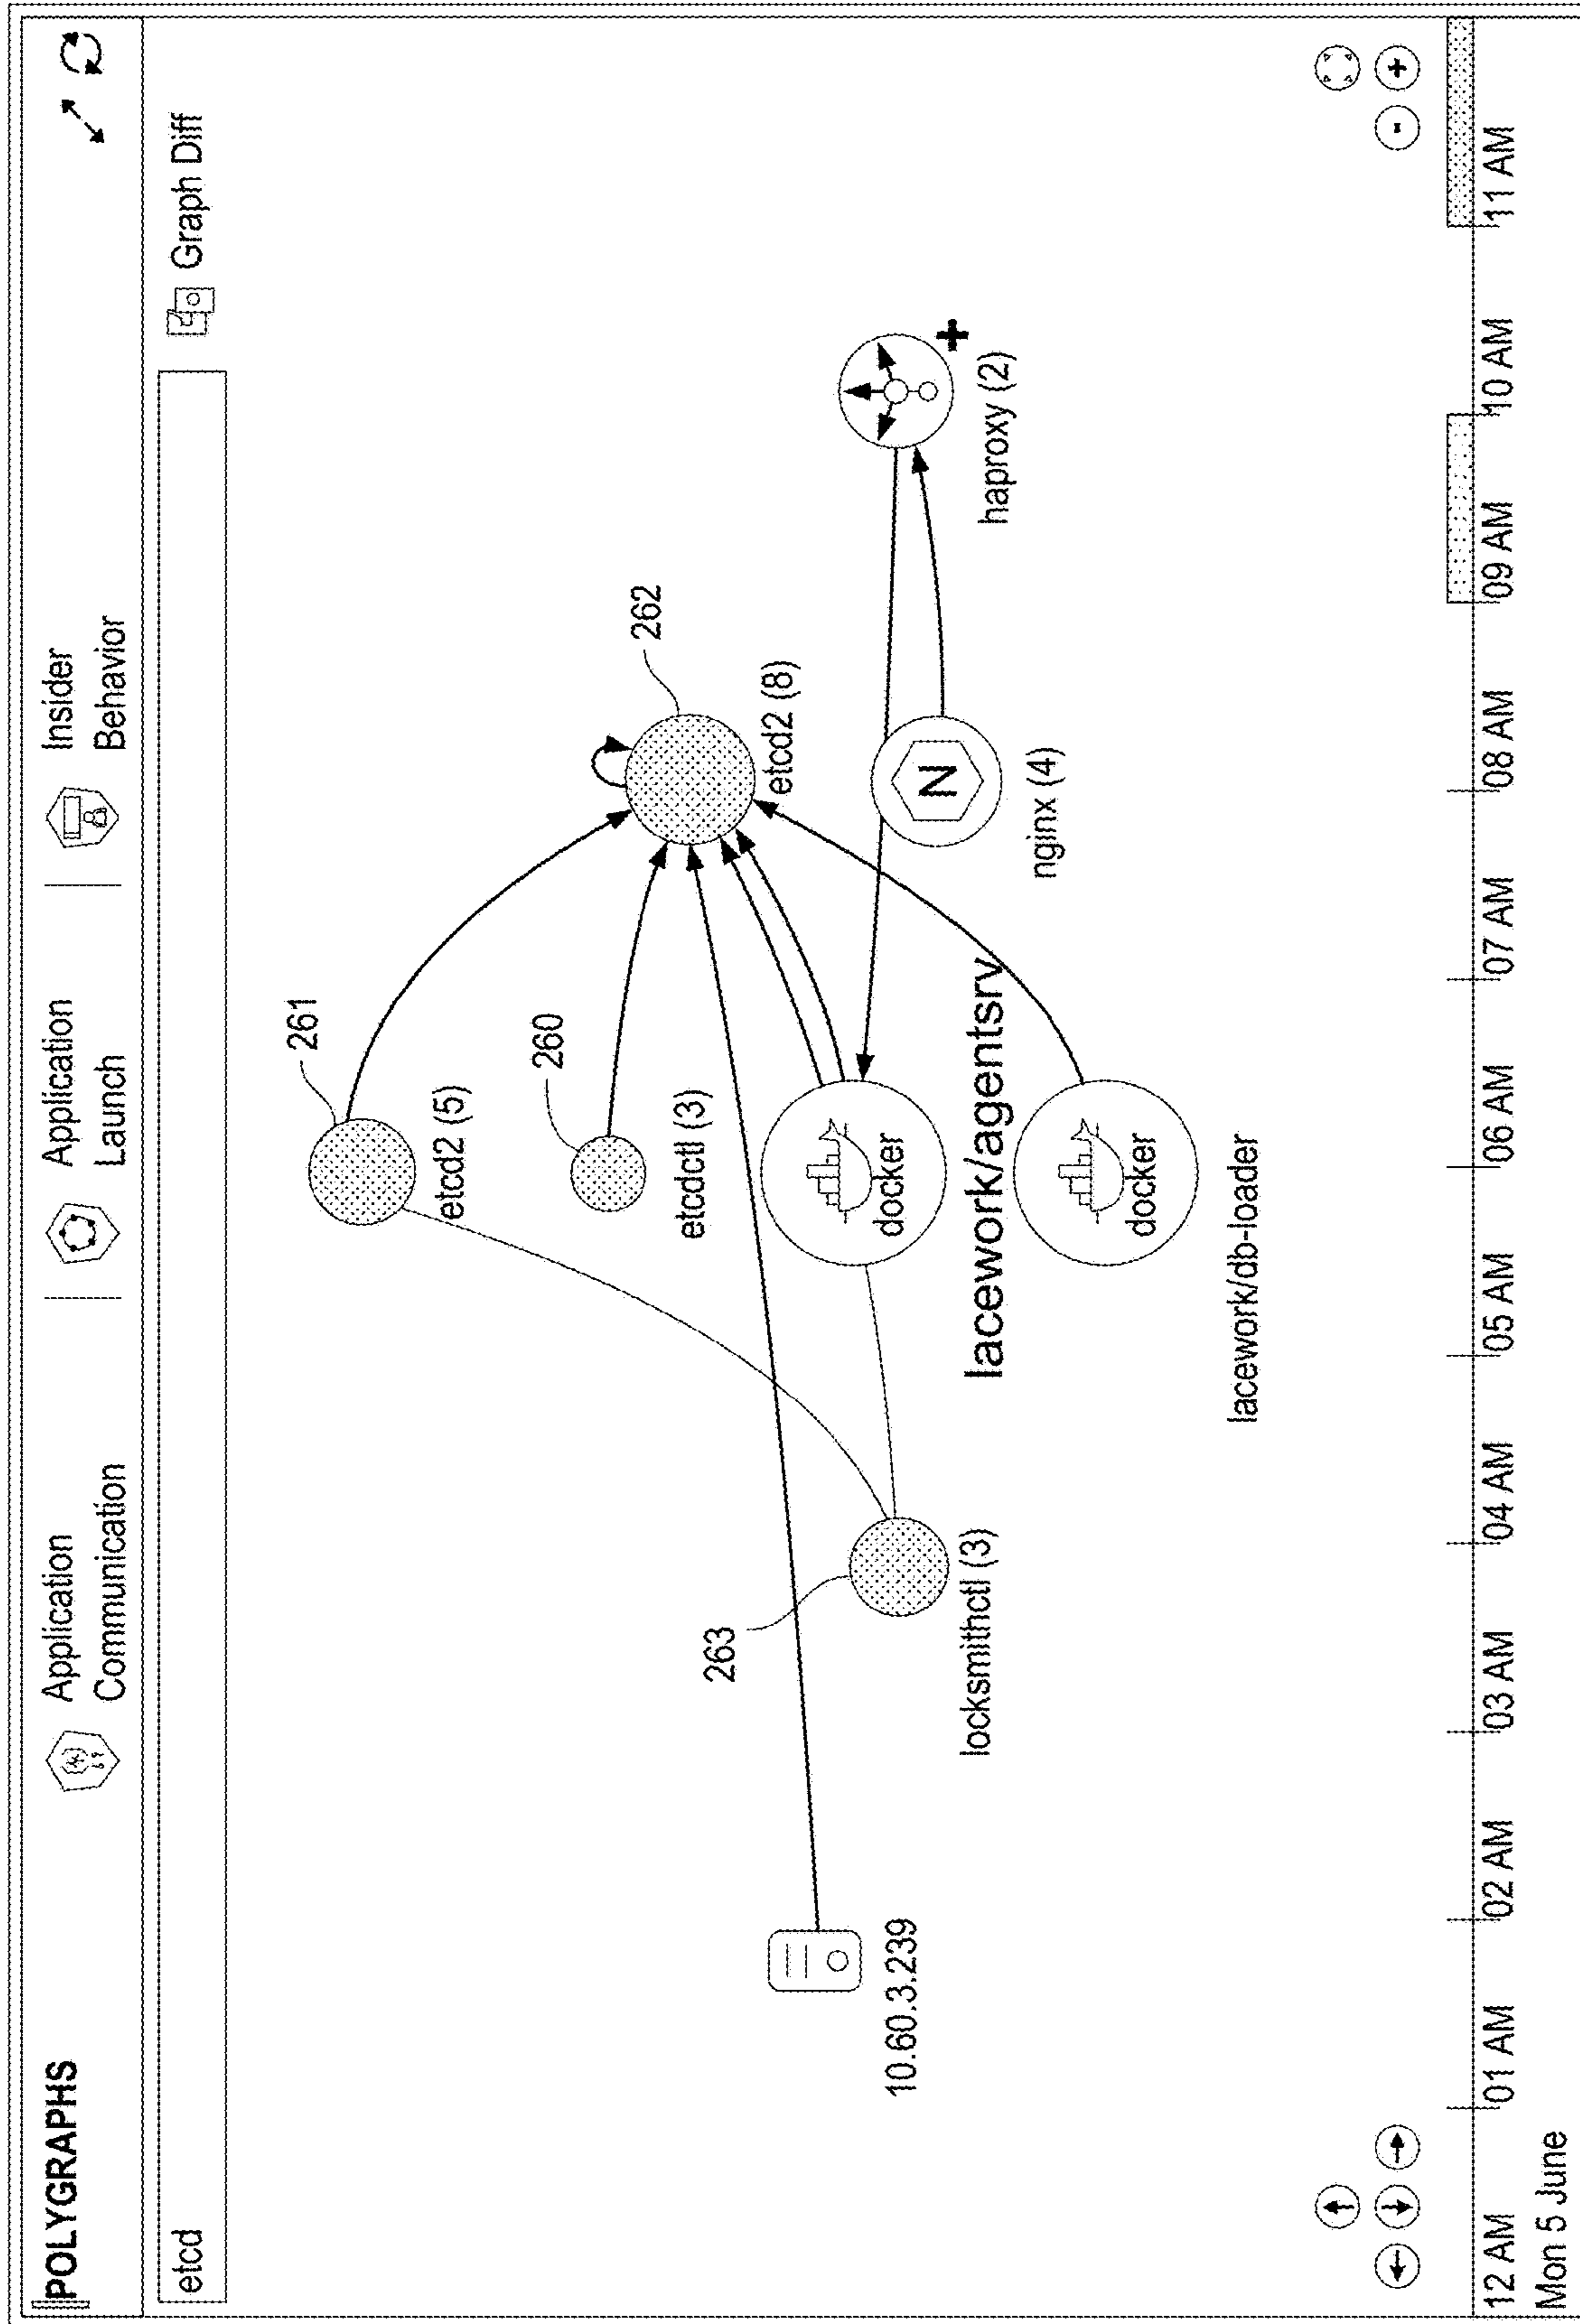 POLYGRAPHS
Application
Communication
Application
Launch
Insider
Behavior
etcd
Graph Diff
261
etcd2 (5)
260
etcdctl (3)
262
etcd2 (8)
263
locksmithctl (3)
10.60.3.239
docker
lacework/agentsrv
docker
lacework/db-loader
N
nginx (4)
haproxy (2)
+
- +
12 AM 01 AM 02 AM 03 AM 04 AM 05 AM 06 AM 07 AM 08 AM 09 AM 10 AM 11 AM
Mon 5 June